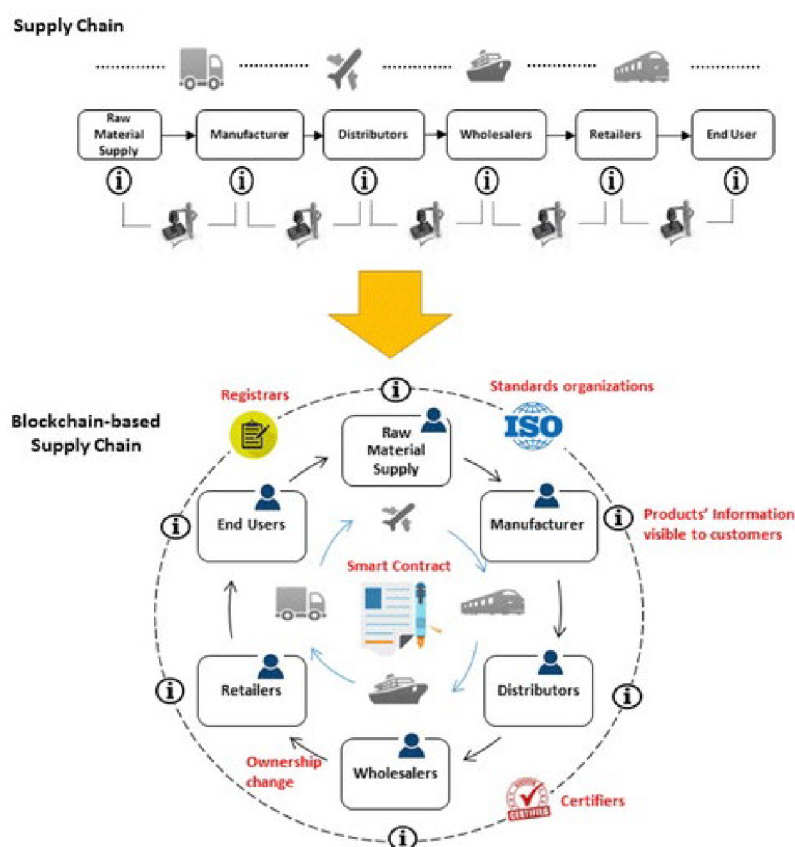 Supply Chain
Raw
Material
Supply
Manufacturer
Distributors
Wholesalers
Retailers
End User
i
i
i
i
i
i
Blockchain-based
Supply Chain
Registrars
i
Standards organizations
ISO
Raw
Material
Supply
End Users
i
Manufacturer
i
Products' Information
visible to customers
Smart Contract
Retailers
i
Distributors
i
Ownership
change
Wholesalers
CERTIFIED
Certifiers
i